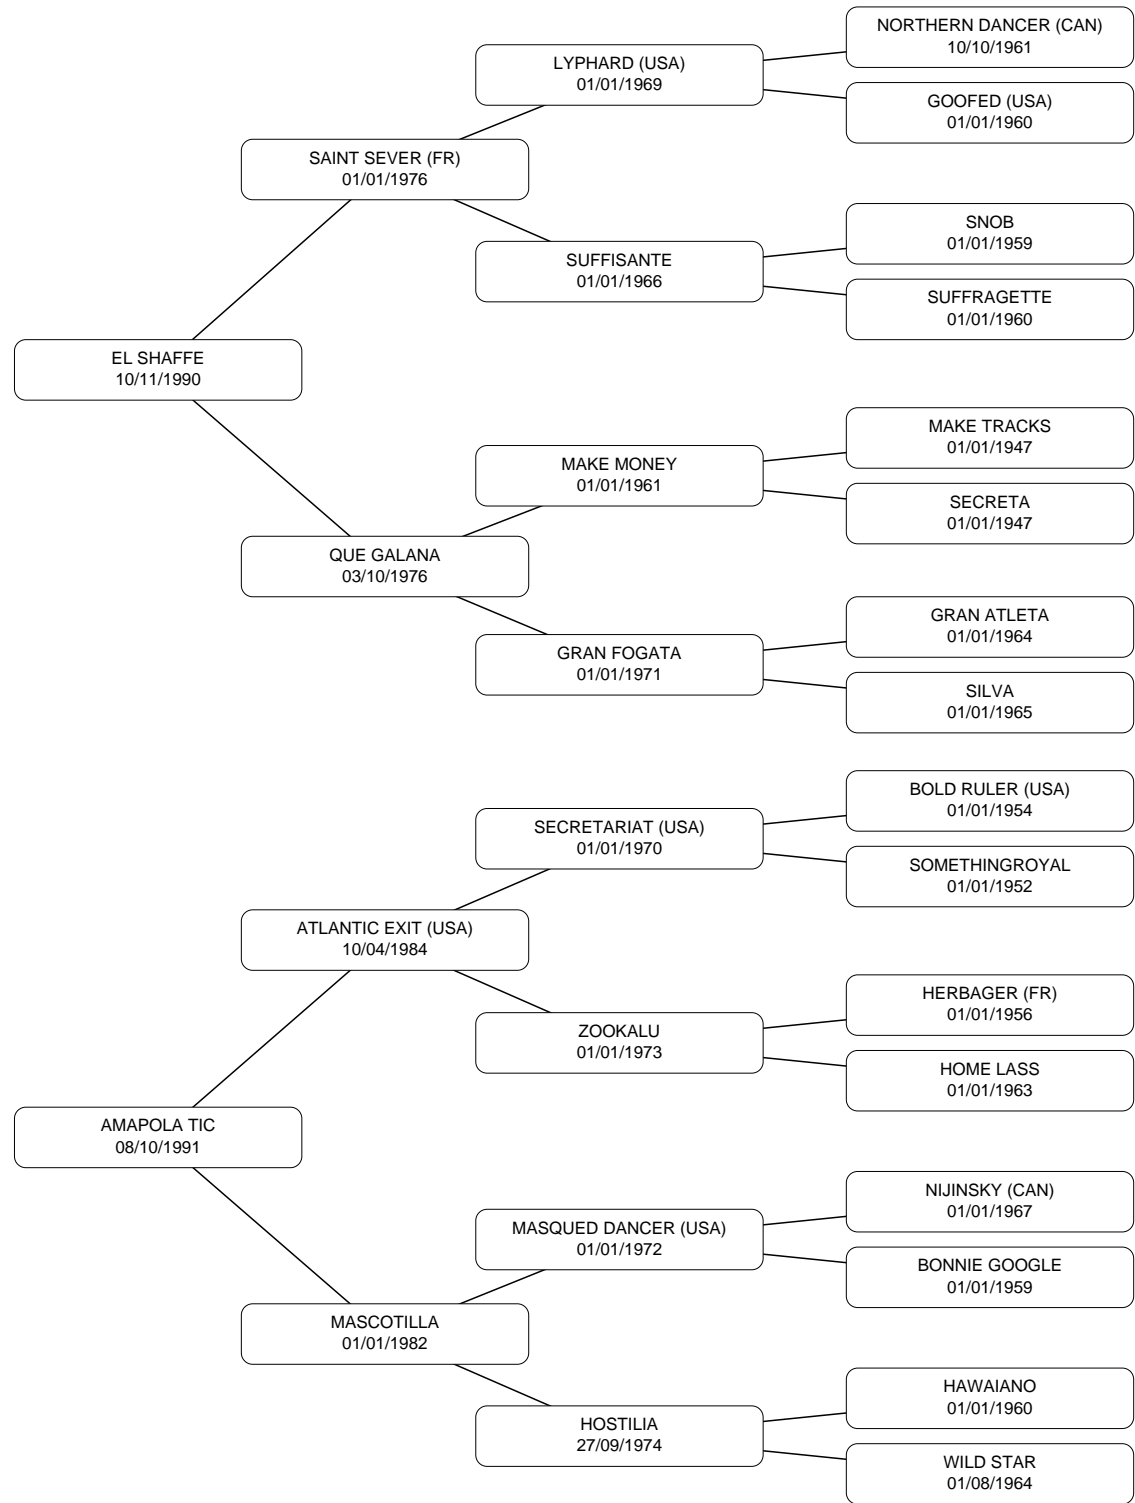 NORTHERN DANCER (CAN)
10/10/1961
LYPHARD (USA)
01/01/1969
GOOFED (USA)
01/01/1960
SAINT SEVER (FR)
01/01/1976
SNOB
01/01/1959
SUFFISANTE
01/01/1966
SUFFRAGETTE
01/01/1960
EL SHAFFE
10/11/1990
MAKE TRACKS
01/01/1947
MAKE MONEY
01/01/1961
SECRETA
01/01/1947
QUE GALANA
03/10/1976
GRAN ATLETA
01/01/1964
GRAN FOGATA
01/01/1971
SILVA
01/01/1965
BOLD RULER (USA)
01/01/1954
SECRETARIAT (USA)
01/01/1970
SOMETHINGROYAL
01/01/1952
ATLANTIC EXIT (USA)
10/04/1984
HERBAGER (FR)
01/01/1956
ZOOKALU
01/01/1973
HOME LASS
01/01/1963
AMAPOLA TIC
08/10/1991
NIJINSKY (CAN)
01/01/1967
MASQUED DANCER (USA)
01/01/1972
BONNIE GOOGLE
01/01/1959
MASCOTILLA
01/01/1982
HAWAIANO
01/01/1960
HOSTILIA
27/09/1974
WILD STAR
01/08/1964